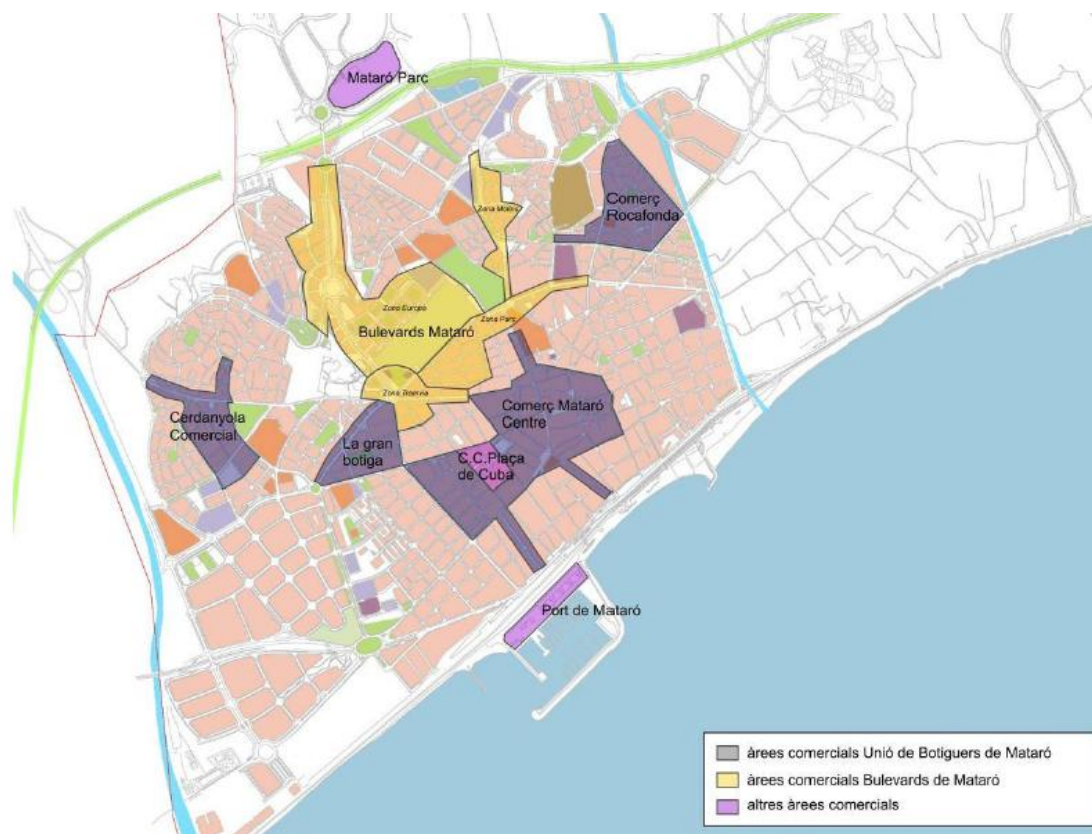 Mataró Parc
Zona Molins
Comerç
Rocafonda
Zona Europa
Bulevards Mataró
Zona Parc
Cerdanyola
Comercial
La gran
botiga
Comerç Mataró
Centre
C.C.Plaça
de Cuba
Port de Mataró
àrees comercials Unió de Botiguers de Mataró
àrees comercials Bulevards de Mataró
altres àrees comercials